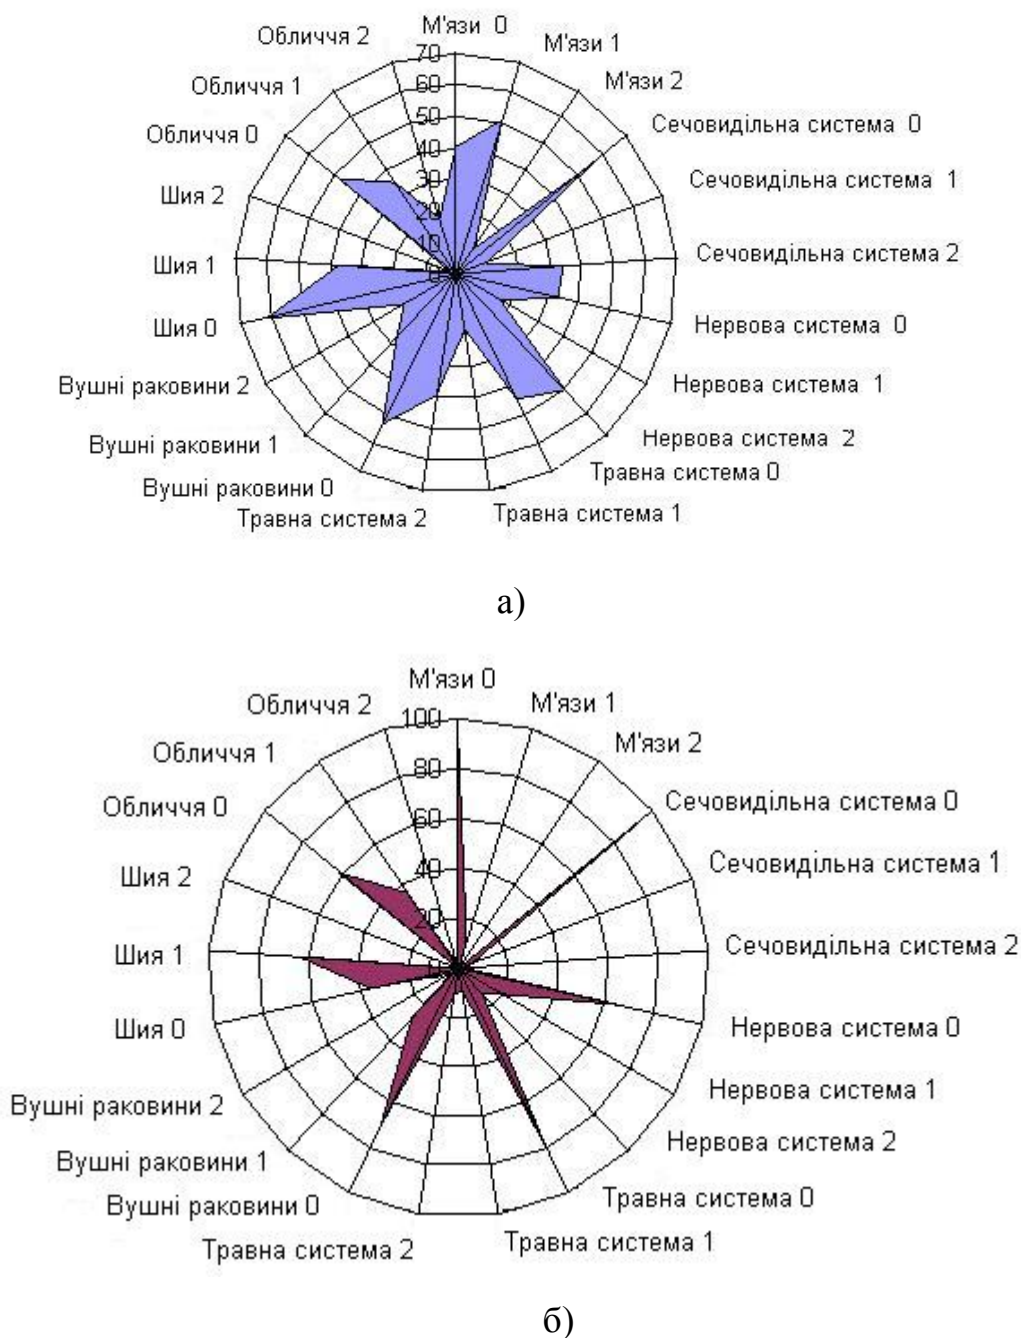 М'язи 0
М'язи 1
М'язи 2
Сечовидільна система 0
Сечовидільна система 1
Сечовидільна система 2
Нервова система 0
Нервова система 1
Нервова система 2
Травна система 0
Травна система 1
Травна система 2
Вушні раковини 0
Вушні раковини 1
Вушні раковини 2
Шия 0
Шия 1
Шия 2
Обличчя 0
Обличчя 1
Обличчя 2
70
60
50
40
30
20
10
0
а)
М'язи 0
М'язи 1
М'язи 2
Сечовидільна система 0
Сечовидільна система 1
Сечовидільна система 2
Нервова система 0
Нервова система 1
Нервова система 2
Травна система 0
Травна система 1
Травна система 2
Вушні раковини 0
Вушні раковини 1
Вушні раковини 2
Шия 0
Шия 1
Шия 2
Обличчя 0
Обличчя 1
Обличчя 2
100
80
60
40
20
0
б)